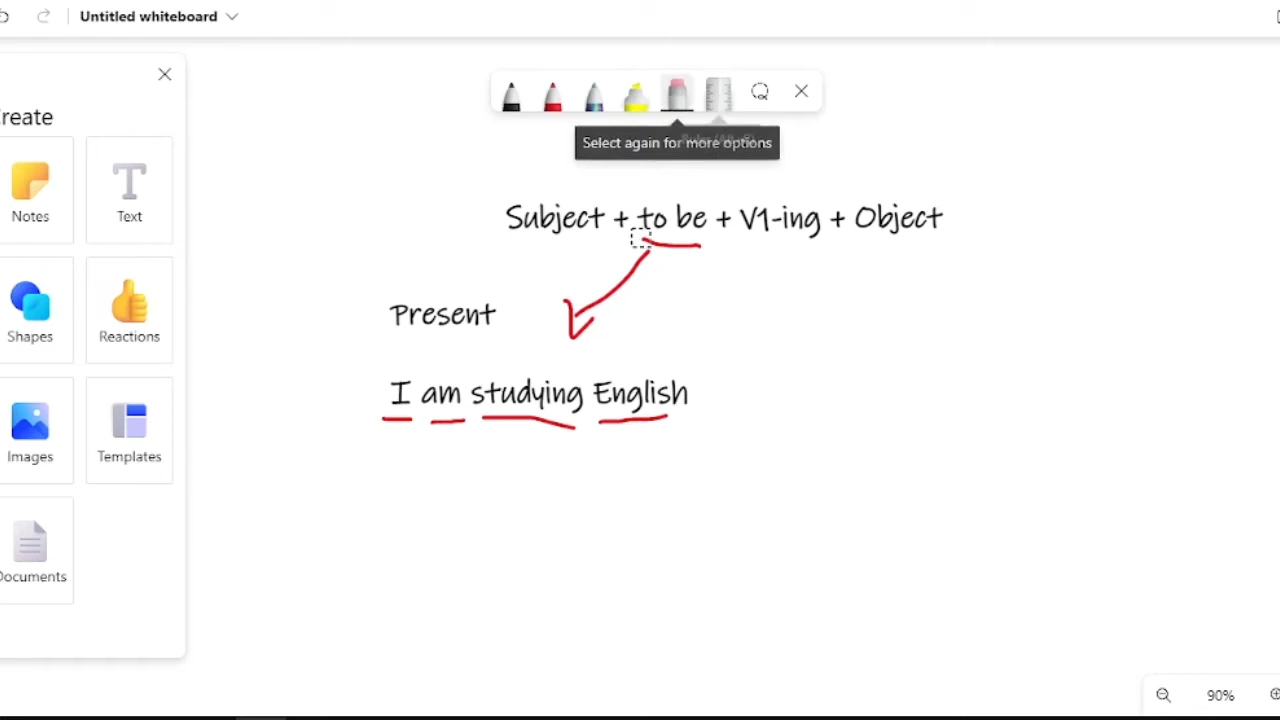 Untitled whiteboard
Select again for more options
reate
Notes
Text
Shapes
Reactions
Images
Templates
Documents
Subject + to be + V1-ing + Object
Present
I am studying English
90%